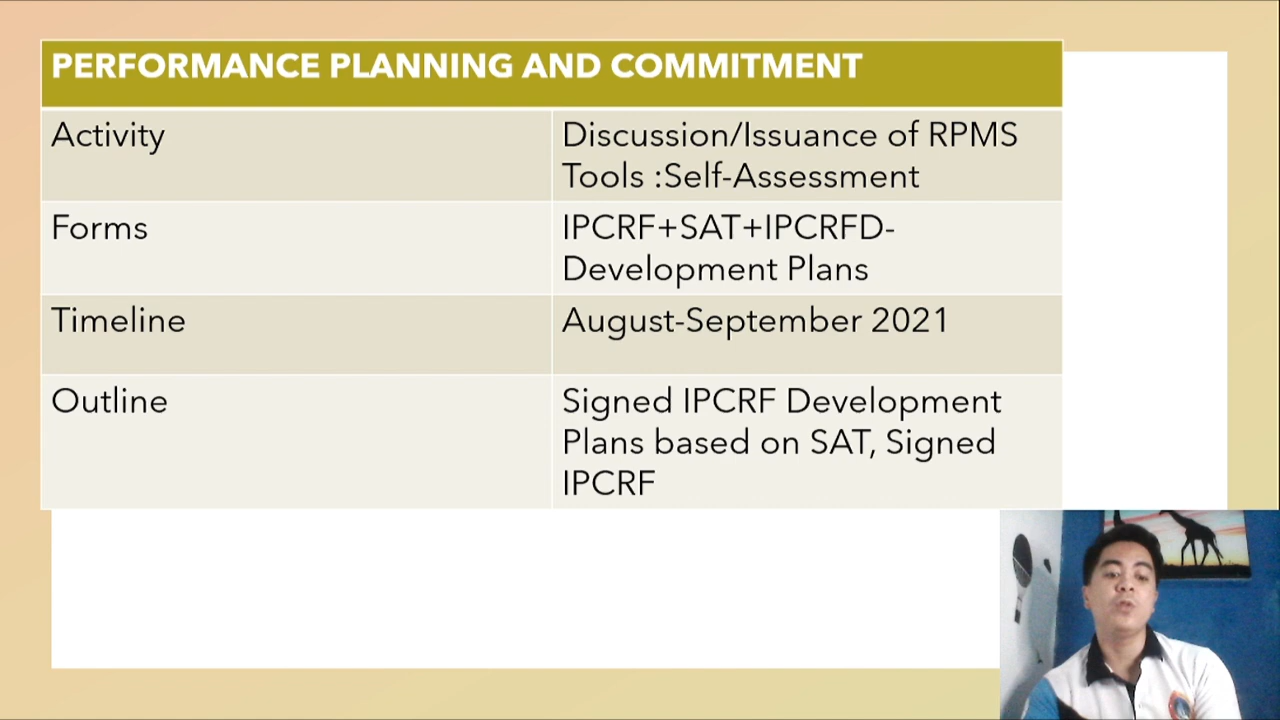 PERFORMANCE PLANNING AND COMMITMENT
Activity
Discussion/Issuance of RPMS
Tools :Self-Assessment
Forms
IPCRF+SAT+IPCRFD-
Development Plans
Timeline
August-September 2021
Outline
Signed IPCRF Development
Plans based on SAT, Signed
IPCRF